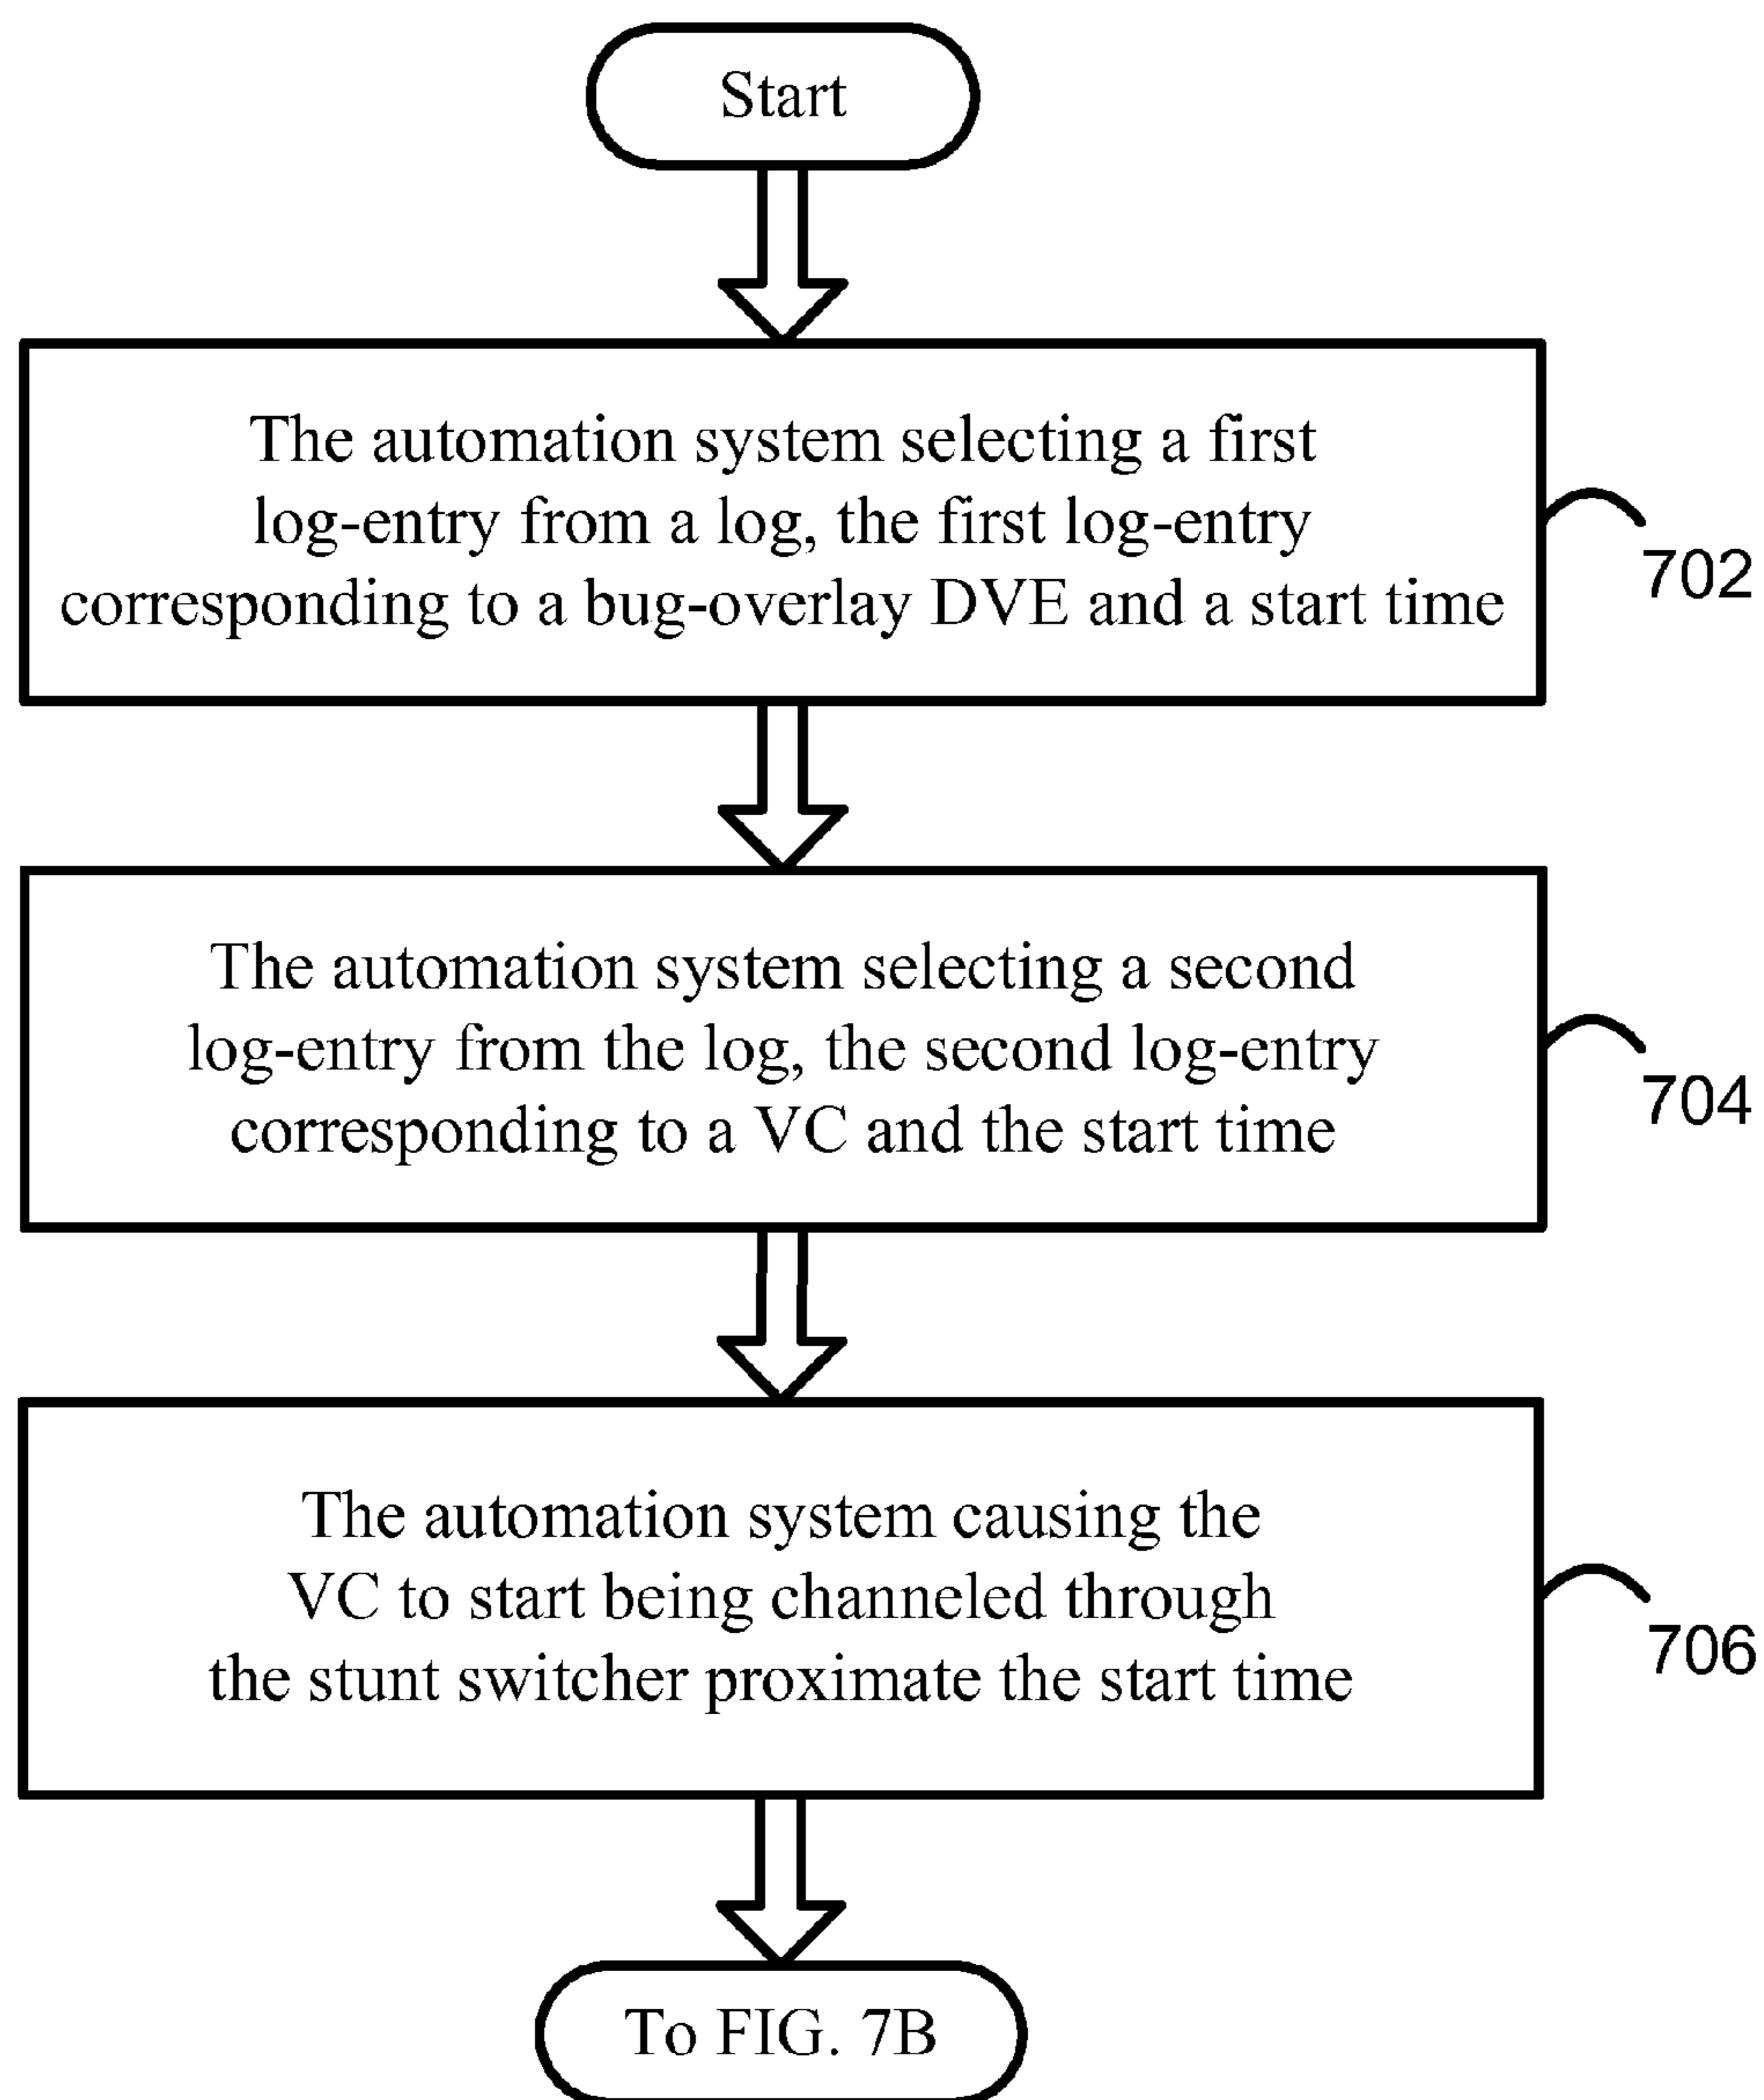 Start
The automation system selecting a first
log-entry from a log, the first log-entry
corresponding to a bug-overlay DVE and a start time
702
The automation system selecting a second
log-entry from the log, the second log-entry
corresponding to a VC and the start time
704
The automation system causing the
VC to start being channeled through
the stunt switcher proximate the start time
706
To FIG. 7B